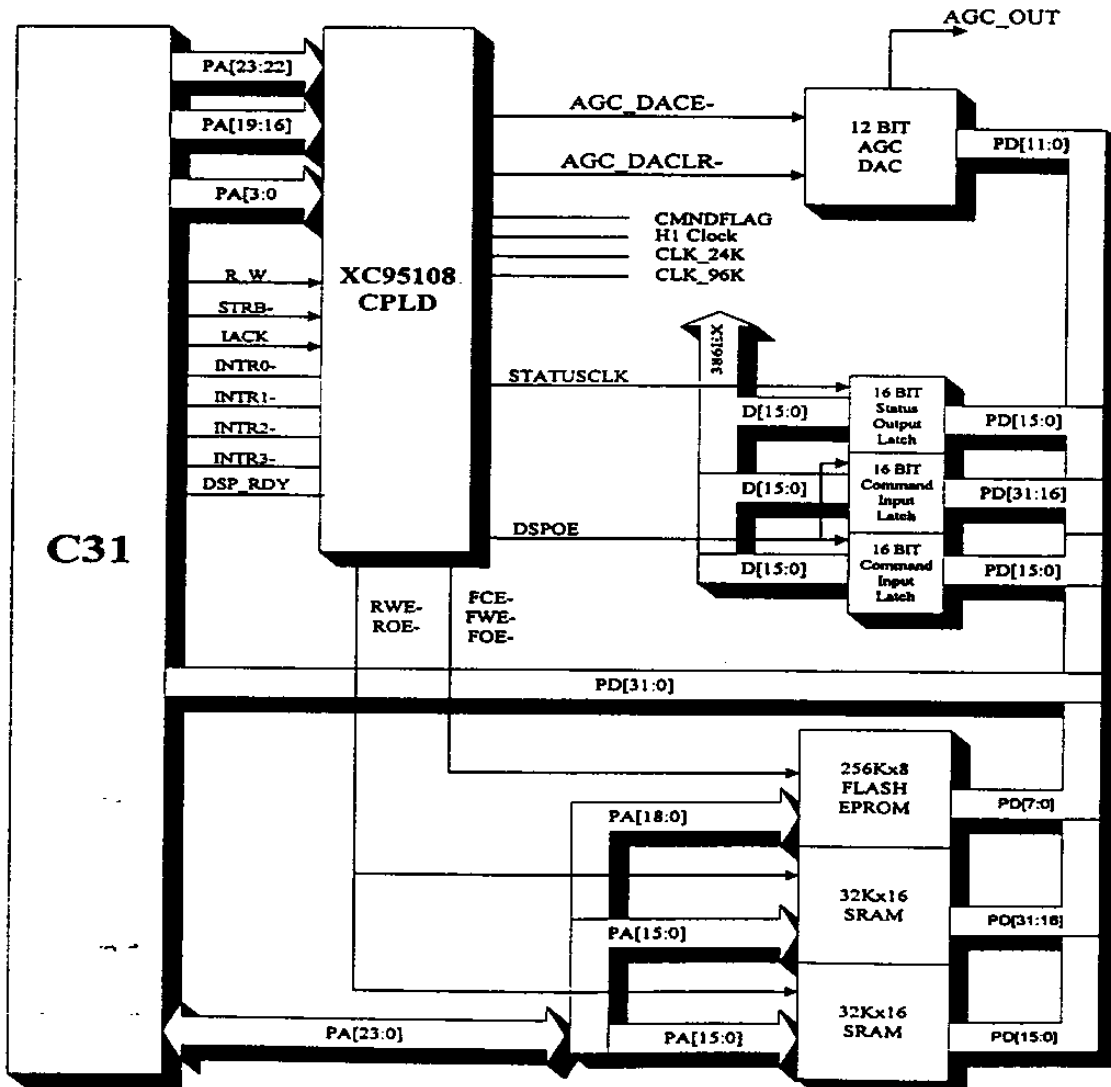 AGC_OUT
PA[23:22]
PA[19:16]
PA[3:0
AGC_DACE-
AGC_DACLR-
12 BIT
AGC
DAC
PD[11:0]
CMNDFLAG
H1 Clock
CLK_24K
CLK_96K
XC95108
CPLD
R_W
STRB-
IACK
INTR0-
INTR1-
INTR2-
INTR3-
DSP_RDY
C31
386EX
STATUSCLK
D[15:0]
16 BIT
Status
Output
Latch
PD[15:0]
D[15:0]
16 BIT
Command
Input
Latch
PD[31:16]
DSPOE
D[15:0]
16 BIT
Command
Input
Latch
PD[15:0]
RWE-
ROE-
FCE-
FWE-
FOE-
PD[31:0]
256Kx8
FLASH
EPROM
PD[7:0]
PA[18:0]
32Kx16
SRAM
PD[31:16]
PA[15:0]
32Kx16
SRAM
PD[15:0]
PA[23:0]
PA[15:0]